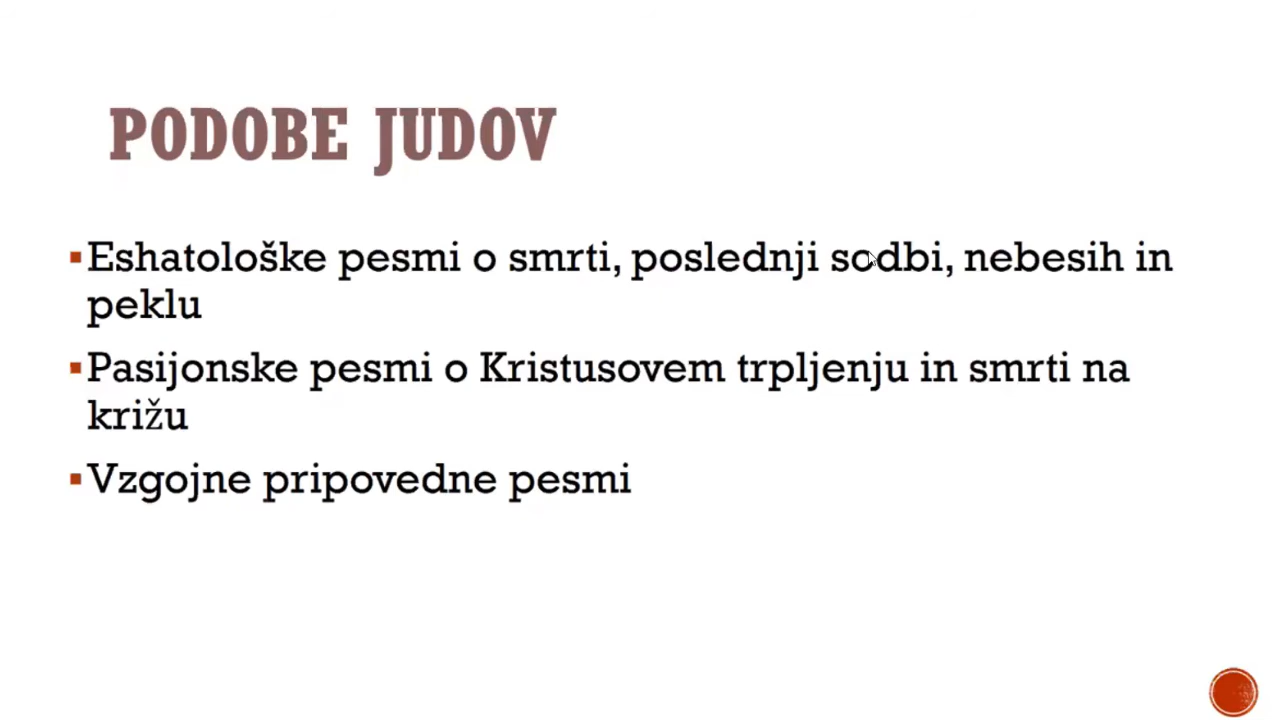 PODOBE JUDOV
Eshatološke pesmi o smrti, poslednji sodbi, nebesih in
peklu
Pasijonske pesmi o Kristusovem trpljenju in smrti na
križu
Vzgojne pripovedne pesmi